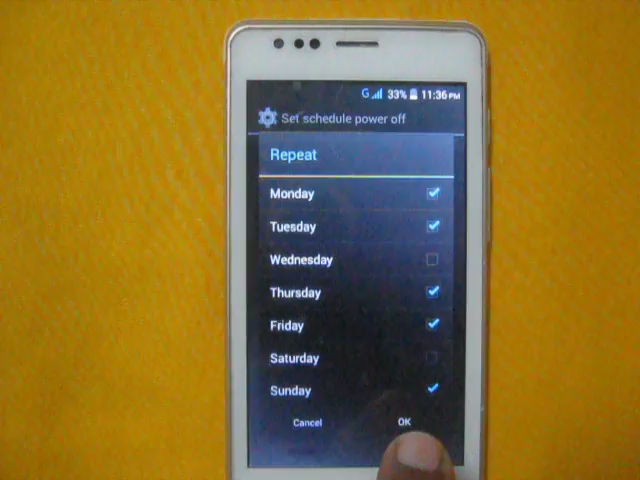 G 33% 11:36 PM
Set schedule power off
Repeat
Monday
Tuesday
Wednesday
Thursday
Friday
Saturday
Sunday
Cancel OK